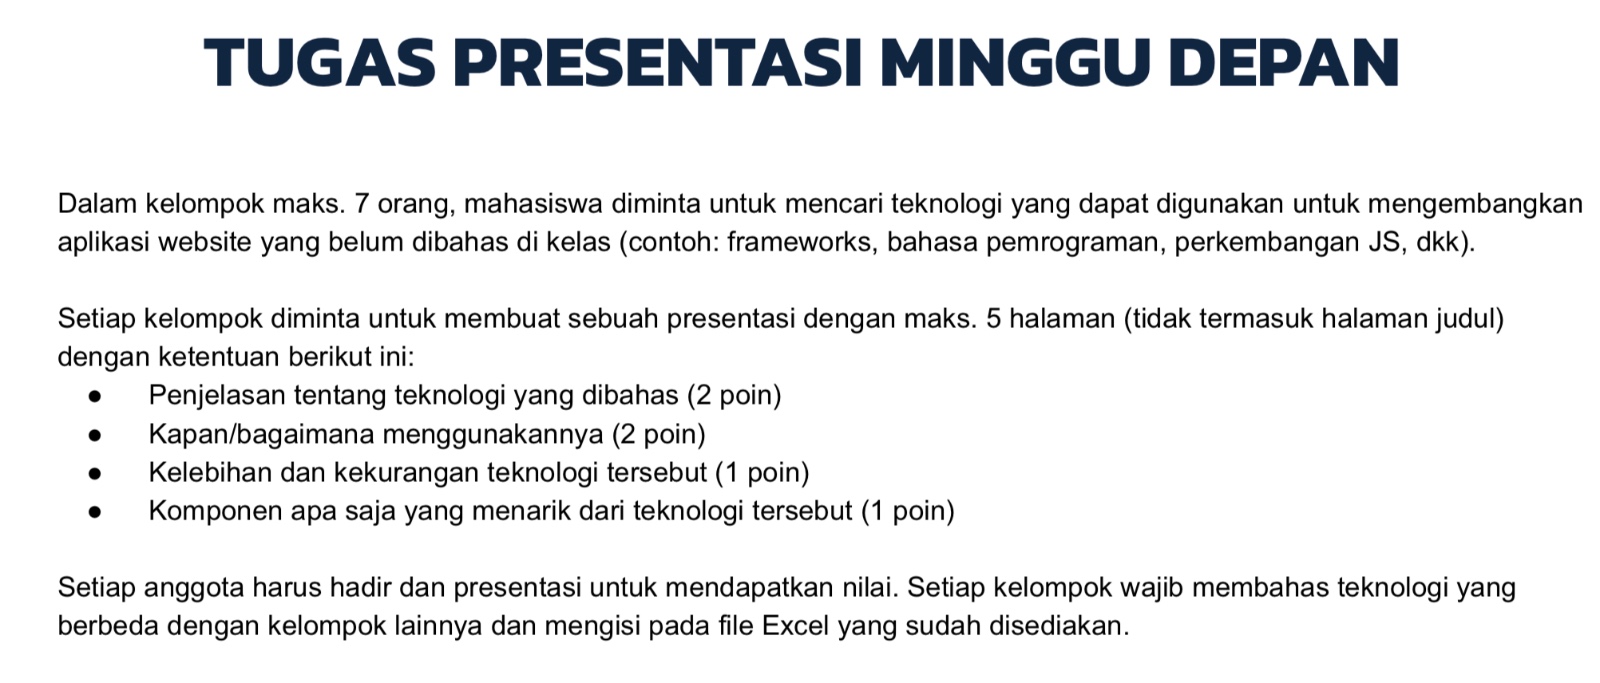 TUGAS PRESENTASI MINGGU DEPAN
Dalam kelompok maks. 7 orang, mahasiswa diminta untuk mencari teknologi yang dapat digunakan untuk mengembangkan
aplikasi website yang belum dibahas di kelas (contoh: frameworks, bahasa pemrograman, perkembangan JS, dkk).
Setiap kelompok diminta untuk membuat sebuah presentasi dengan maks. 5 halaman (tidak termasuk halaman judul)
dengan ketentuan berikut ini:
● Penjelasan tentang teknologi yang dibahas (2 poin)
● Kapan/bagaimana menggunakannya (2 poin)
● Kelebihan dan kekurangan teknologi tersebut (1 poin)
● Komponen apa saja yang menarik dari teknologi tersebut (1 poin)
Setiap anggota harus hadir dan presentasi untuk mendapatkan nilai. Setiap kelompok wajib membahas teknologi yang
berbeda dengan kelompok lainnya dan mengisi pada file Excel yang sudah disediakan.